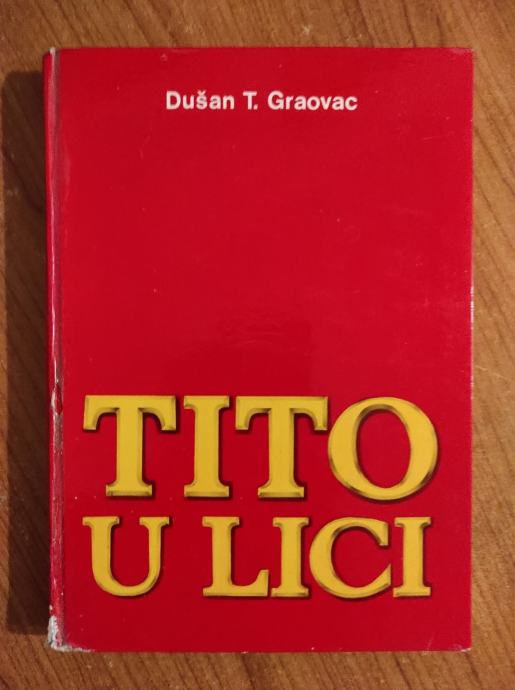 Dušan T. Graovac
TITO
U LICI